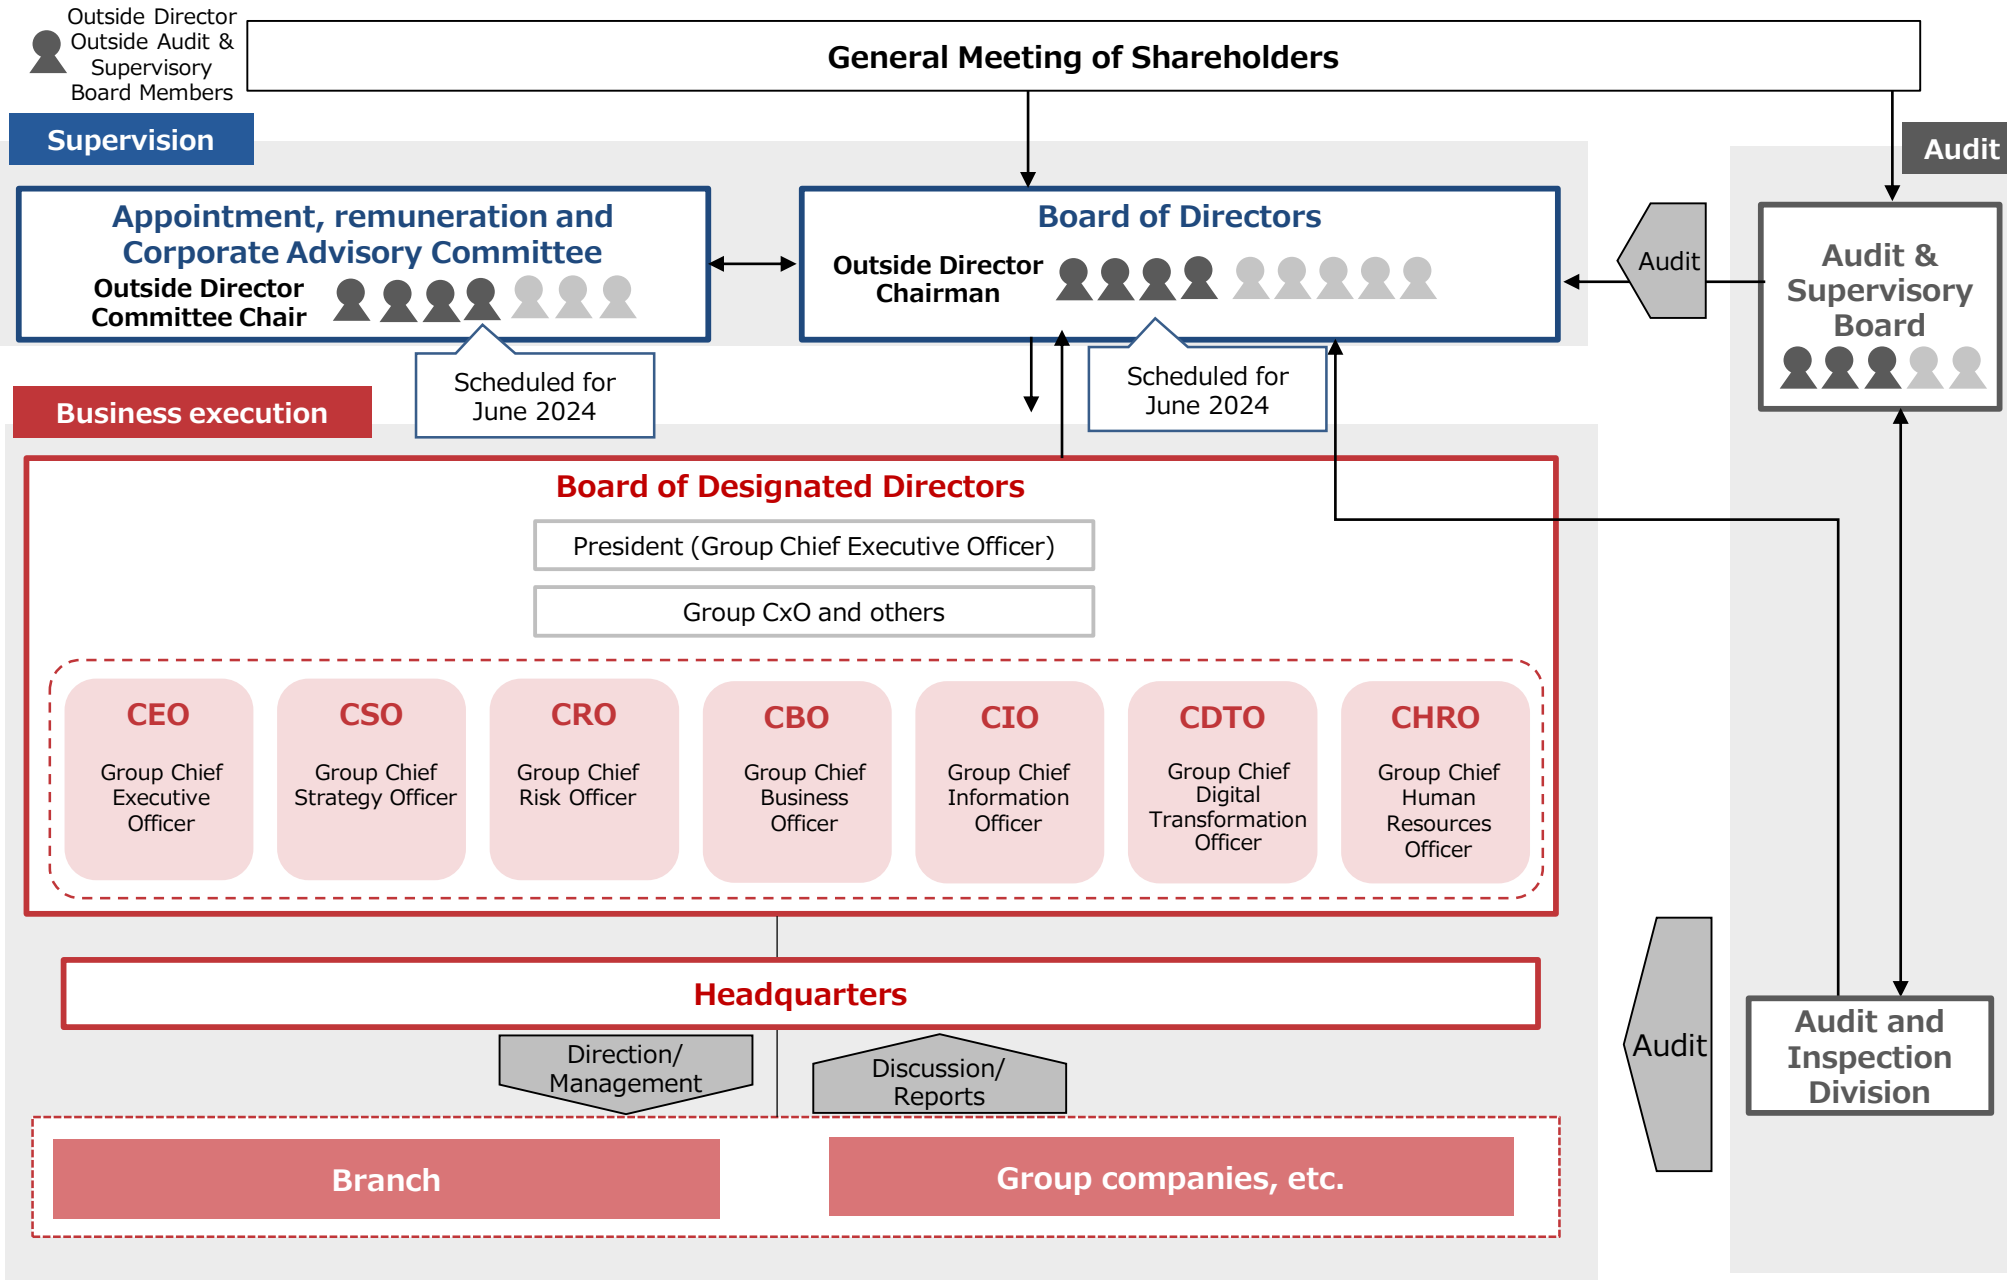 Outside Director
Outside Audit &
Supervisory
Board Members
General Meeting of Shareholders
Supervision
Audit
Appointment, remuneration and
Corporate Advisory Committee
Outside Director
Committee Chair
Board of Directors
Outside Director
Chairman
Audit
Audit &
Supervisory
Board
Scheduled for
June 2024
Scheduled for
June 2024
Business execution
Board of Designated Directors
President (Group Chief Executive Officer)
Group CxO and others
CEO
Group Chief
Executive
Officer
CSO
Group Chief
Strategy Officer
CRO
Group Chief
Risk Officer
CBO
Group Chief
Business
Officer
CIO
Group Chief
Information
Officer
CDTO
Group Chief
Digital
Transformation
Officer
CHRO
Group Chief
Human
Resources
Officer
Headquarters
Direction/
Management
Discussion/
Reports
Audit
Audit and
Inspection
Division
Branch
Group companies, etc.